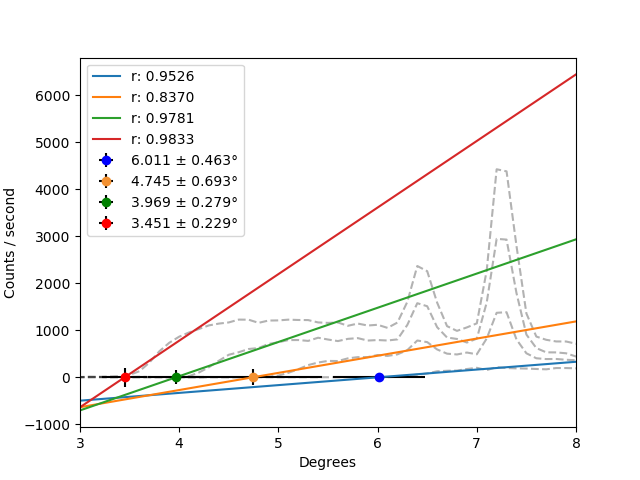 r: 0.9526
r: 0.8370
r: 0.9781
r: 0.9833
6.011 ± 0.463°
4.745 ± 0.693°
3.969 ± 0.279°
3.451 ± 0.229°
Counts / second
6000
5000
4000
3000
2000
1000
0
−1000
3 4 5 6 7 8
Degrees